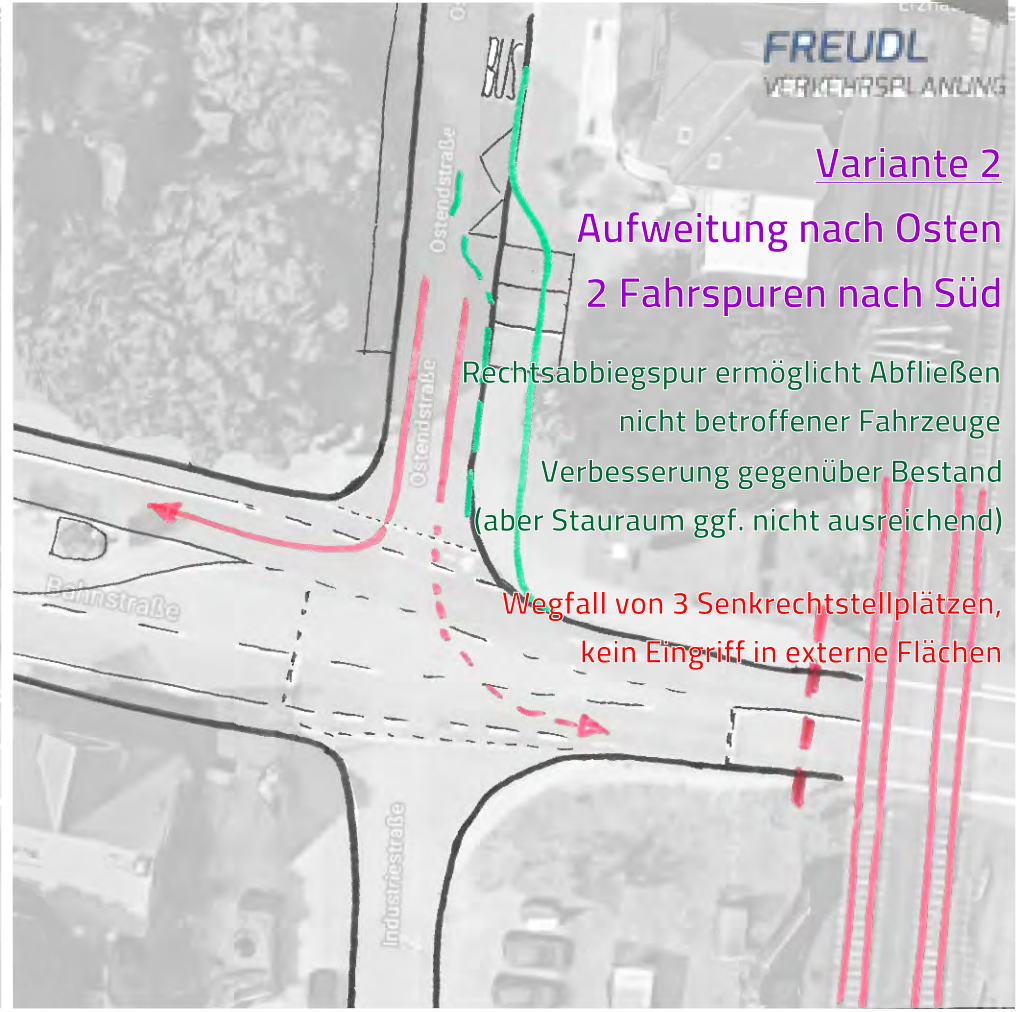 Erzha
FREUDL
VERKEHRSPLANUNG
BUS
Variante 2
Ostendstraße
Aufweitung nach Osten
2 Fahrspuren nach Süd
Ostendstraße
Rechtsabbiegspur ermöglicht Abfließen
nicht betroffener Fahrzeuge
Verbesserung gegenüber Bestand
(aber Stauraum ggf. nicht ausreichend)
Bahnstraße
Wegfall von 3 Senkrechtstellplätzen,
kein Eingriff in externe Flächen
Industriestraße